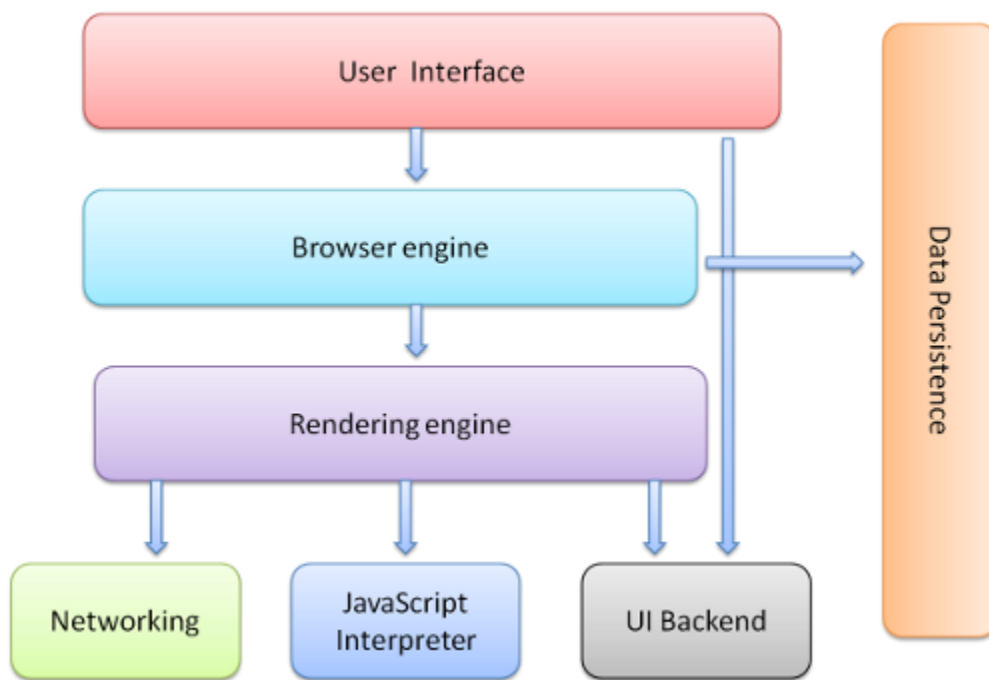 User Interface
Browser engine
Data Persistence
Rendering engine
Networking
JavaScript
Interpreter
UI Backend